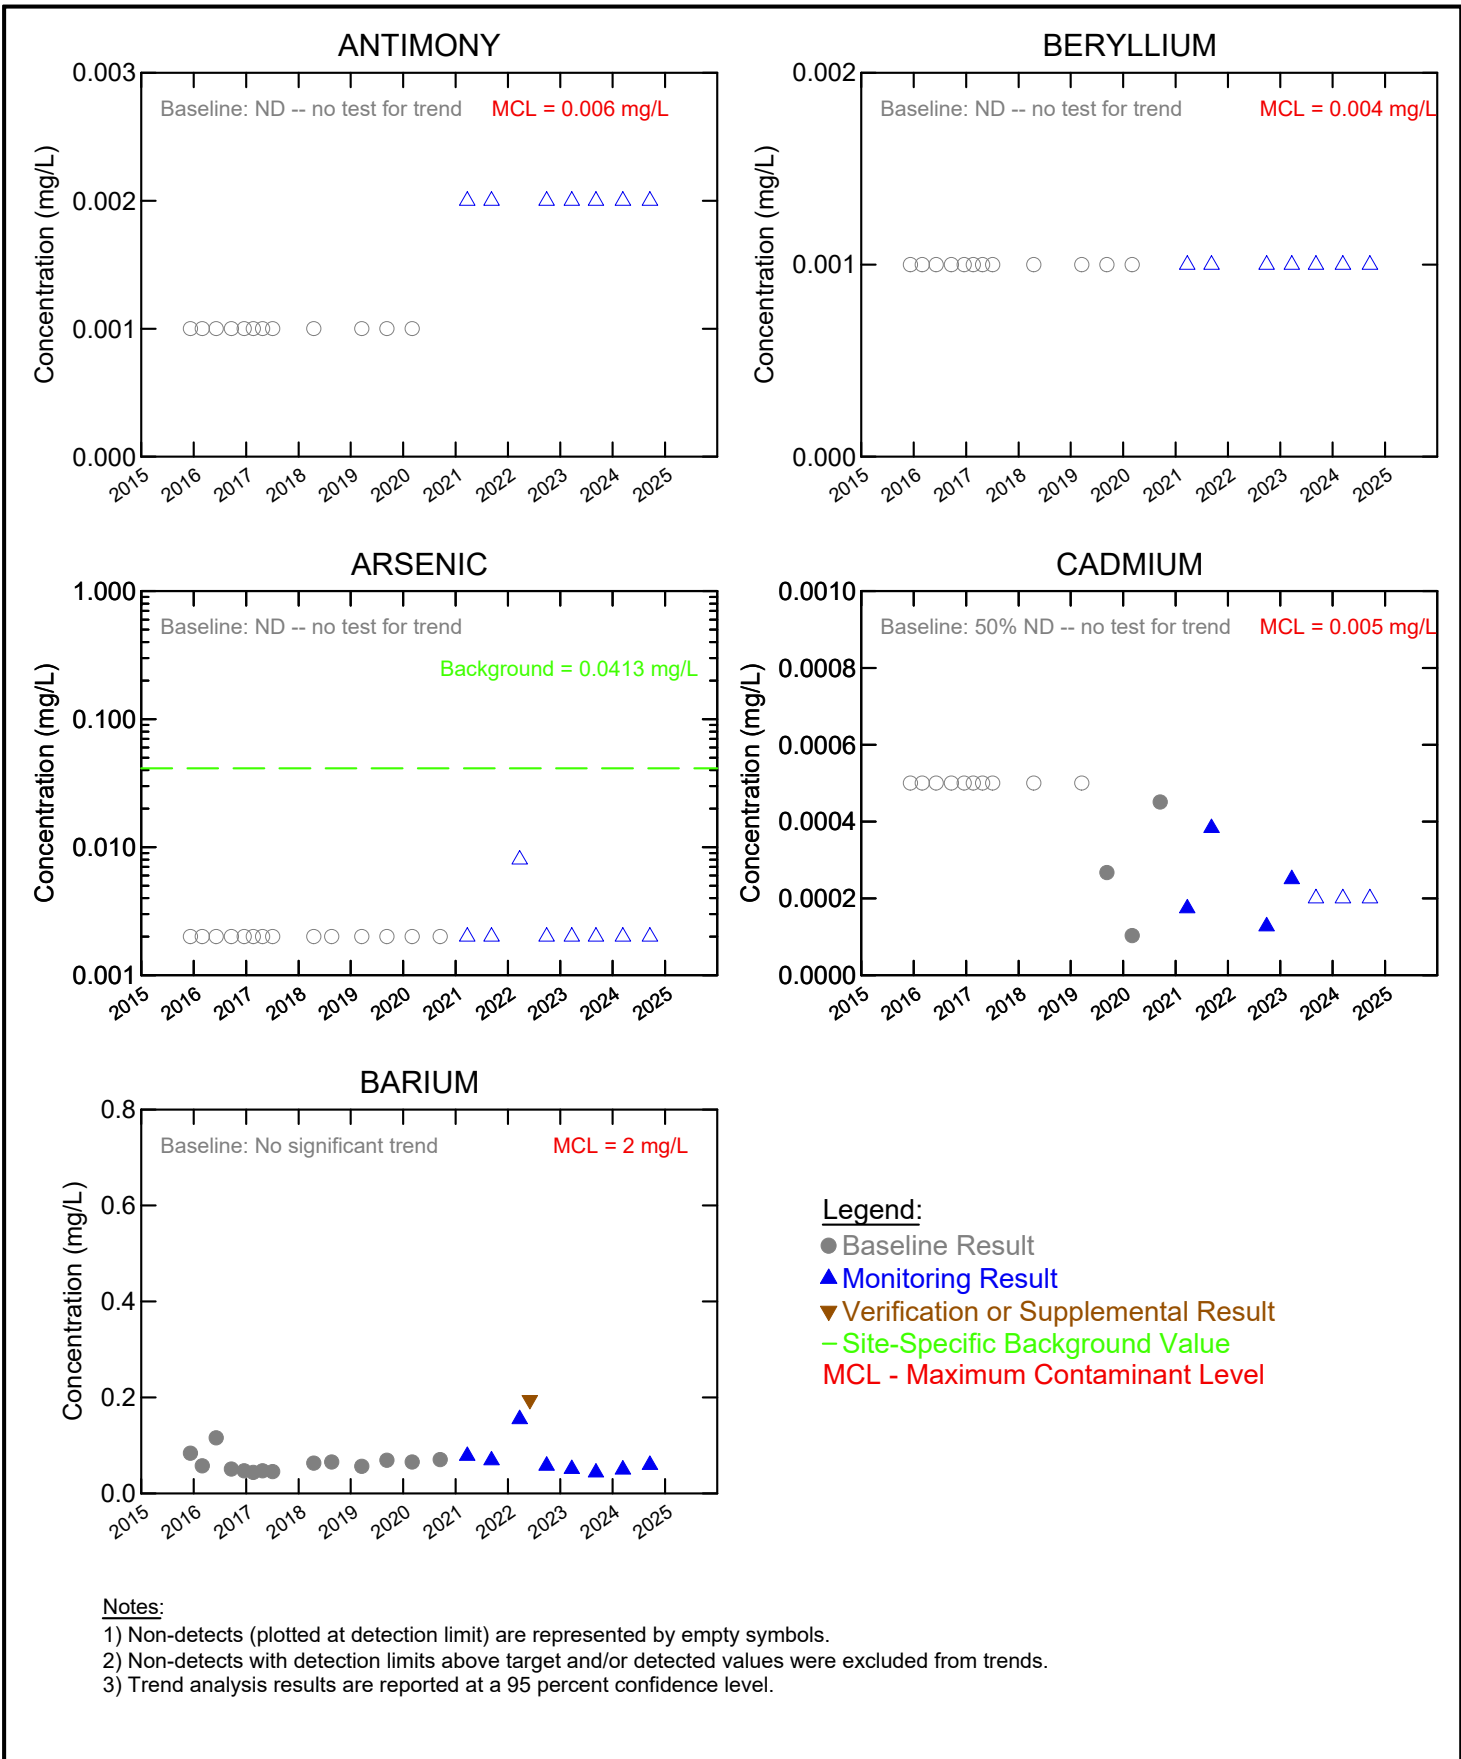 ANTIMONY
0.003
0.002
0.001
0.000
Concentration (mg/L)
Baseline: ND -- no test for trend
MCL = 0.006 mg/L
2015 2016 2017 2018 2019 2020 2021 2022 2023 2024 2025
BERYLLIUM
0.002
0.001
0.000
Concentration (mg/L)
Baseline: ND -- no test for trend
MCL = 0.004 mg/L
2015 2016 2017 2018 2019 2020 2021 2022 2023 2024 2025
ARSENIC
1.000
0.100
0.010
0.001
Concentration (mg/L)
Baseline: ND -- no test for trend
Background = 0.0413 mg/L
2015 2016 2017 2018 2019 2020 2021 2022 2023 2024 2025
CADMIUM
0.0010
0.0008
0.0006
0.0004
0.0002
0.0000
Concentration (mg/L)
Baseline: 50% ND -- no test for trend
MCL = 0.005 mg/L
2015 2016 2017 2018 2019 2020 2021 2022 2023 2024 2025
BARIUM
0.8
0.6
0.4
0.2
0.0
Concentration (mg/L)
Baseline: No significant trend
MCL = 2 mg/L
2015 2016 2017 2018 2019 2020 2021 2022 2023 2024 2025
Legend:
Baseline Result
Monitoring Result
Verification or Supplemental Result
Site-Specific Background Value
MCL - Maximum Contaminant Level
Notes:
1) Non-detects (plotted at detection limit) are represented by empty symbols.
2) Non-detects with detection limits above target and/or detected values were excluded from trends.
3) Trend analysis results are reported at a 95 percent confidence level.